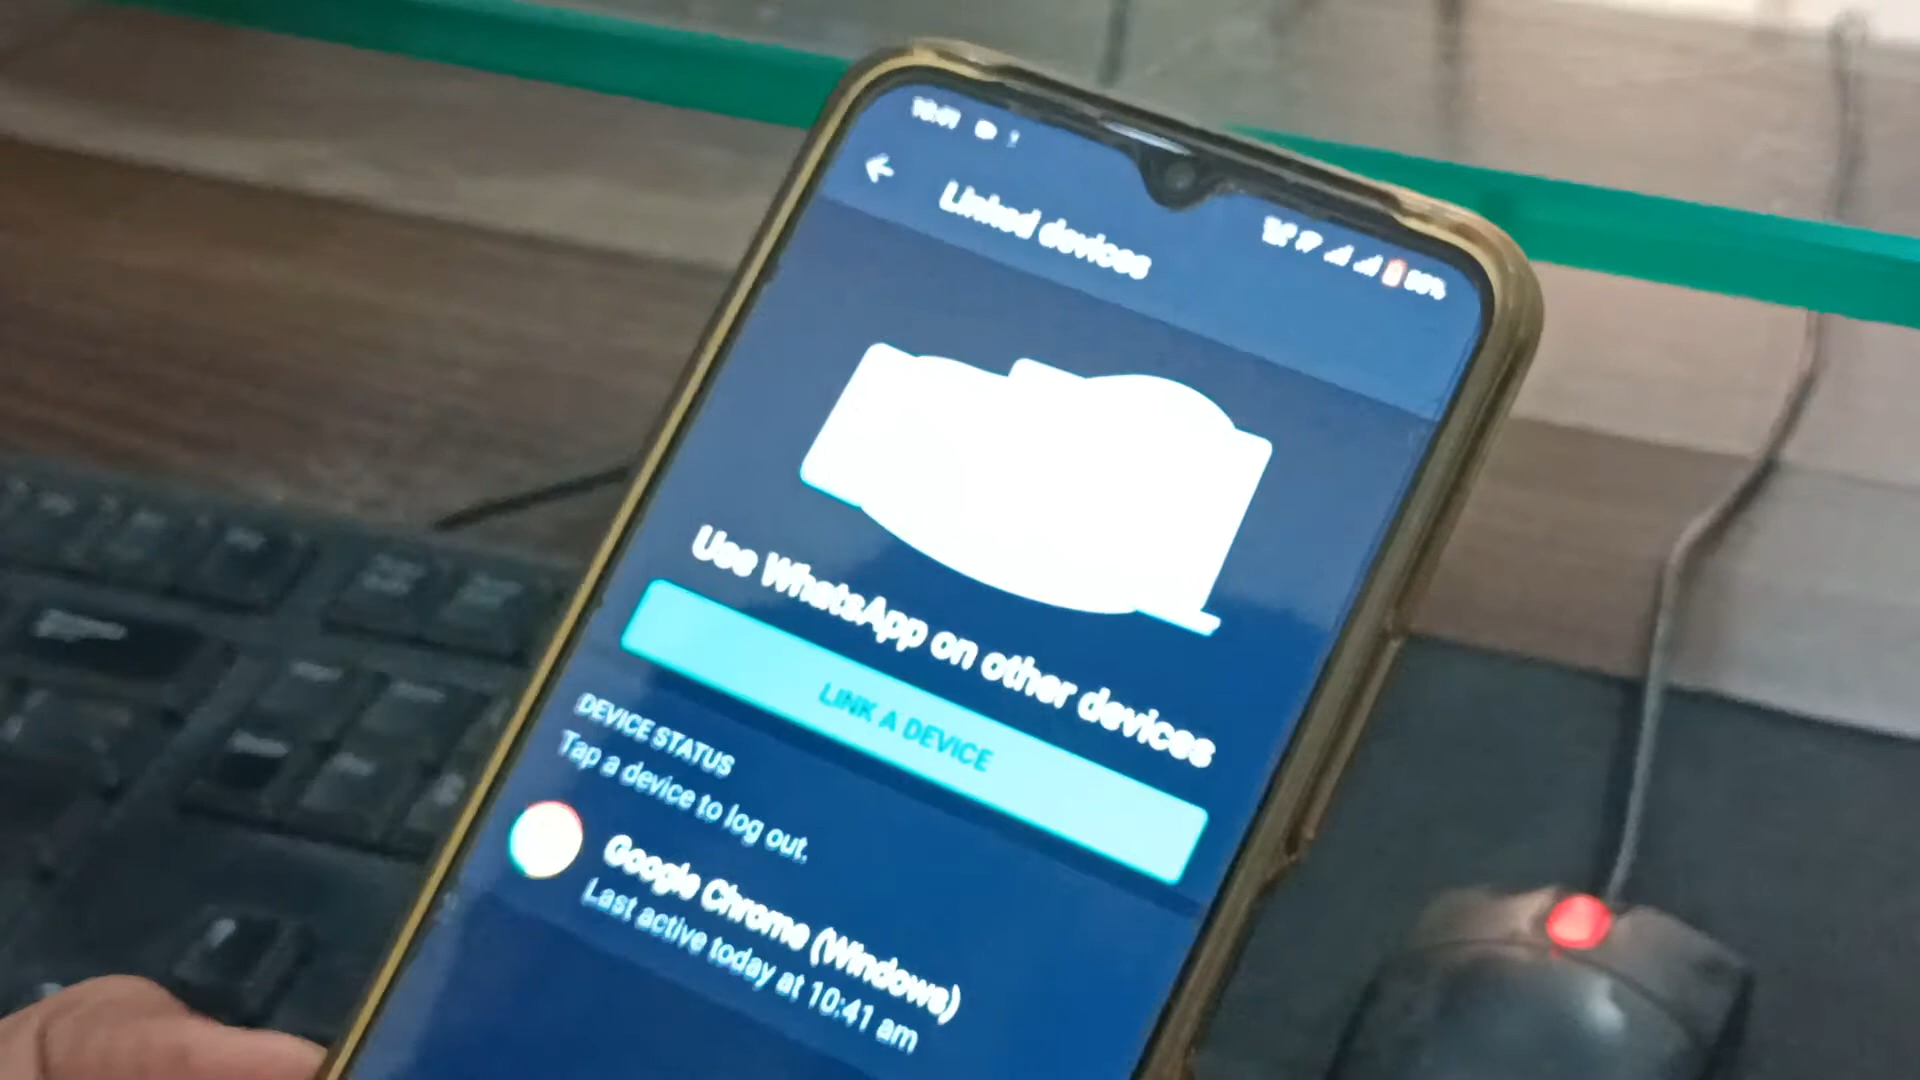 Linked devices
Use WhatsApp on other devices
LINK A DEVICE
DEVICE STATUS
Tap a device to log out.
Google Chrome (Windows)
Last active today at 10:41 am